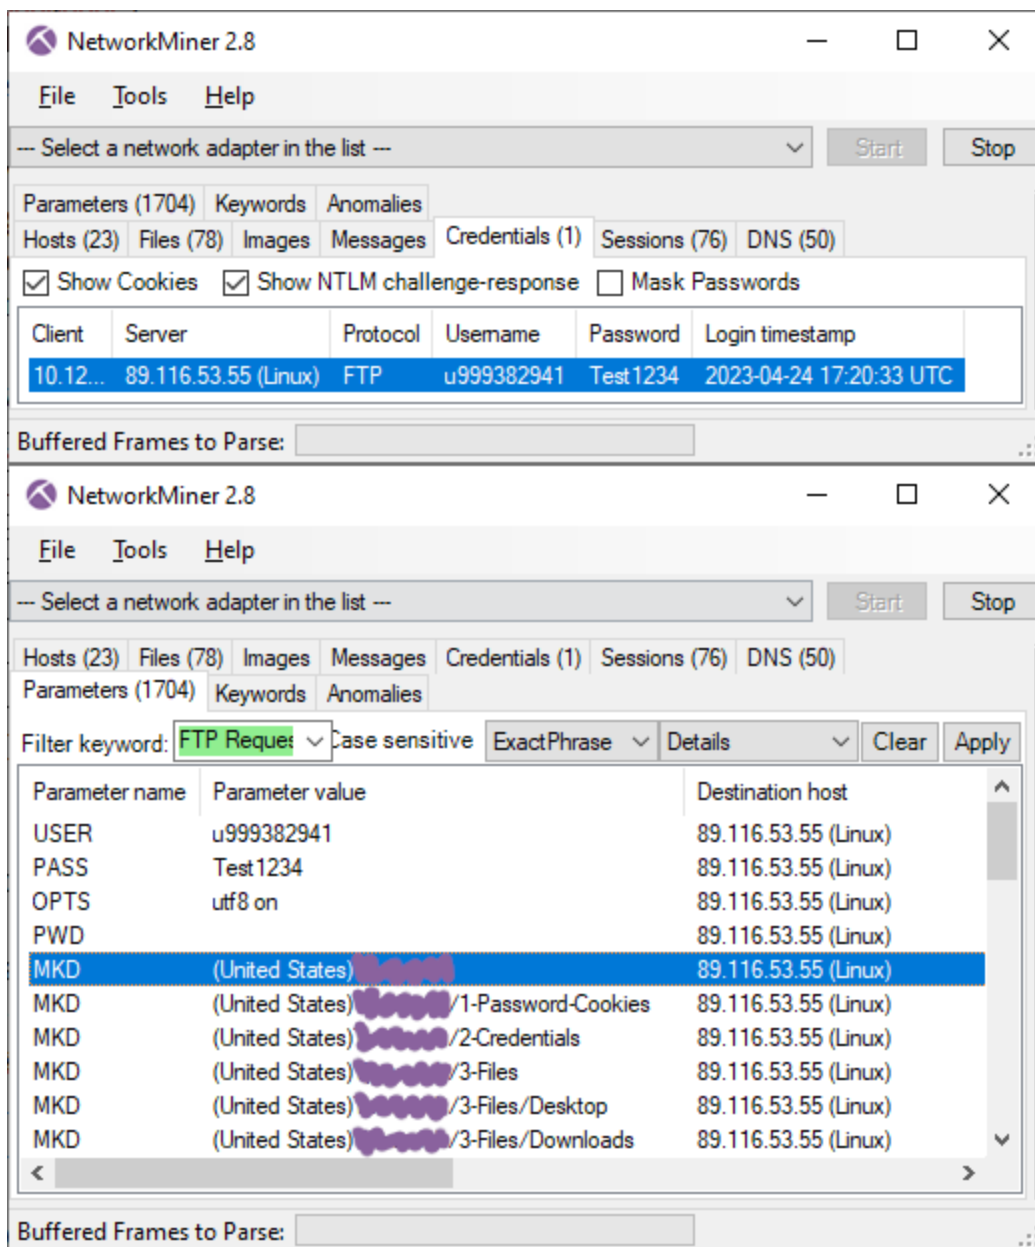 NetworkMiner 2.8
File Tools Help
--- Select a network adapter in the list --- Start Stop
Parameters (1704) Keywords Anomalies
Hosts (23) Files (78) Images Messages Credentials (1) Sessions (76) DNS (50)
Show Cookies Show NTLM challenge-response Mask Passwords
Client Server Protocol Username Password Login timestamp
10.12... 89.116.53.55 (Linux) FTP u999382941 Test1234 2023-04-24 17:20:33 UTC
Buffered Frames to Parse:
NetworkMiner 2.8
File Tools Help
--- Select a network adapter in the list --- Start Stop
Hosts (23) Files (78) Images Messages Credentials (1) Sessions (76) DNS (50)
Parameters (1704) Keywords Anomalies
Filter keyword: FTP Reques Case sensitive ExactPhrase Details Clear Apply
Parameter name Parameter value Destination host
USER u999382941 89.116.53.55 (Linux)
PASS Test1234 89.116.53.55 (Linux)
OPTS utf8 on 89.116.53.55 (Linux)
PWD 89.116.53.55 (Linux)
MKD (United States) 89.116.53.55 (Linux)
MKD (United States) /1-Password-Cookies 89.116.53.55 (Linux)
MKD (United States) /2-Credentials 89.116.53.55 (Linux)
MKD (United States) /3-Files 89.116.53.55 (Linux)
MKD (United States) /3-Files/Desktop 89.116.53.55 (Linux)
MKD (United States) /3-Files/Downloads 89.116.53.55 (Linux)
Buffered Frames to Parse: